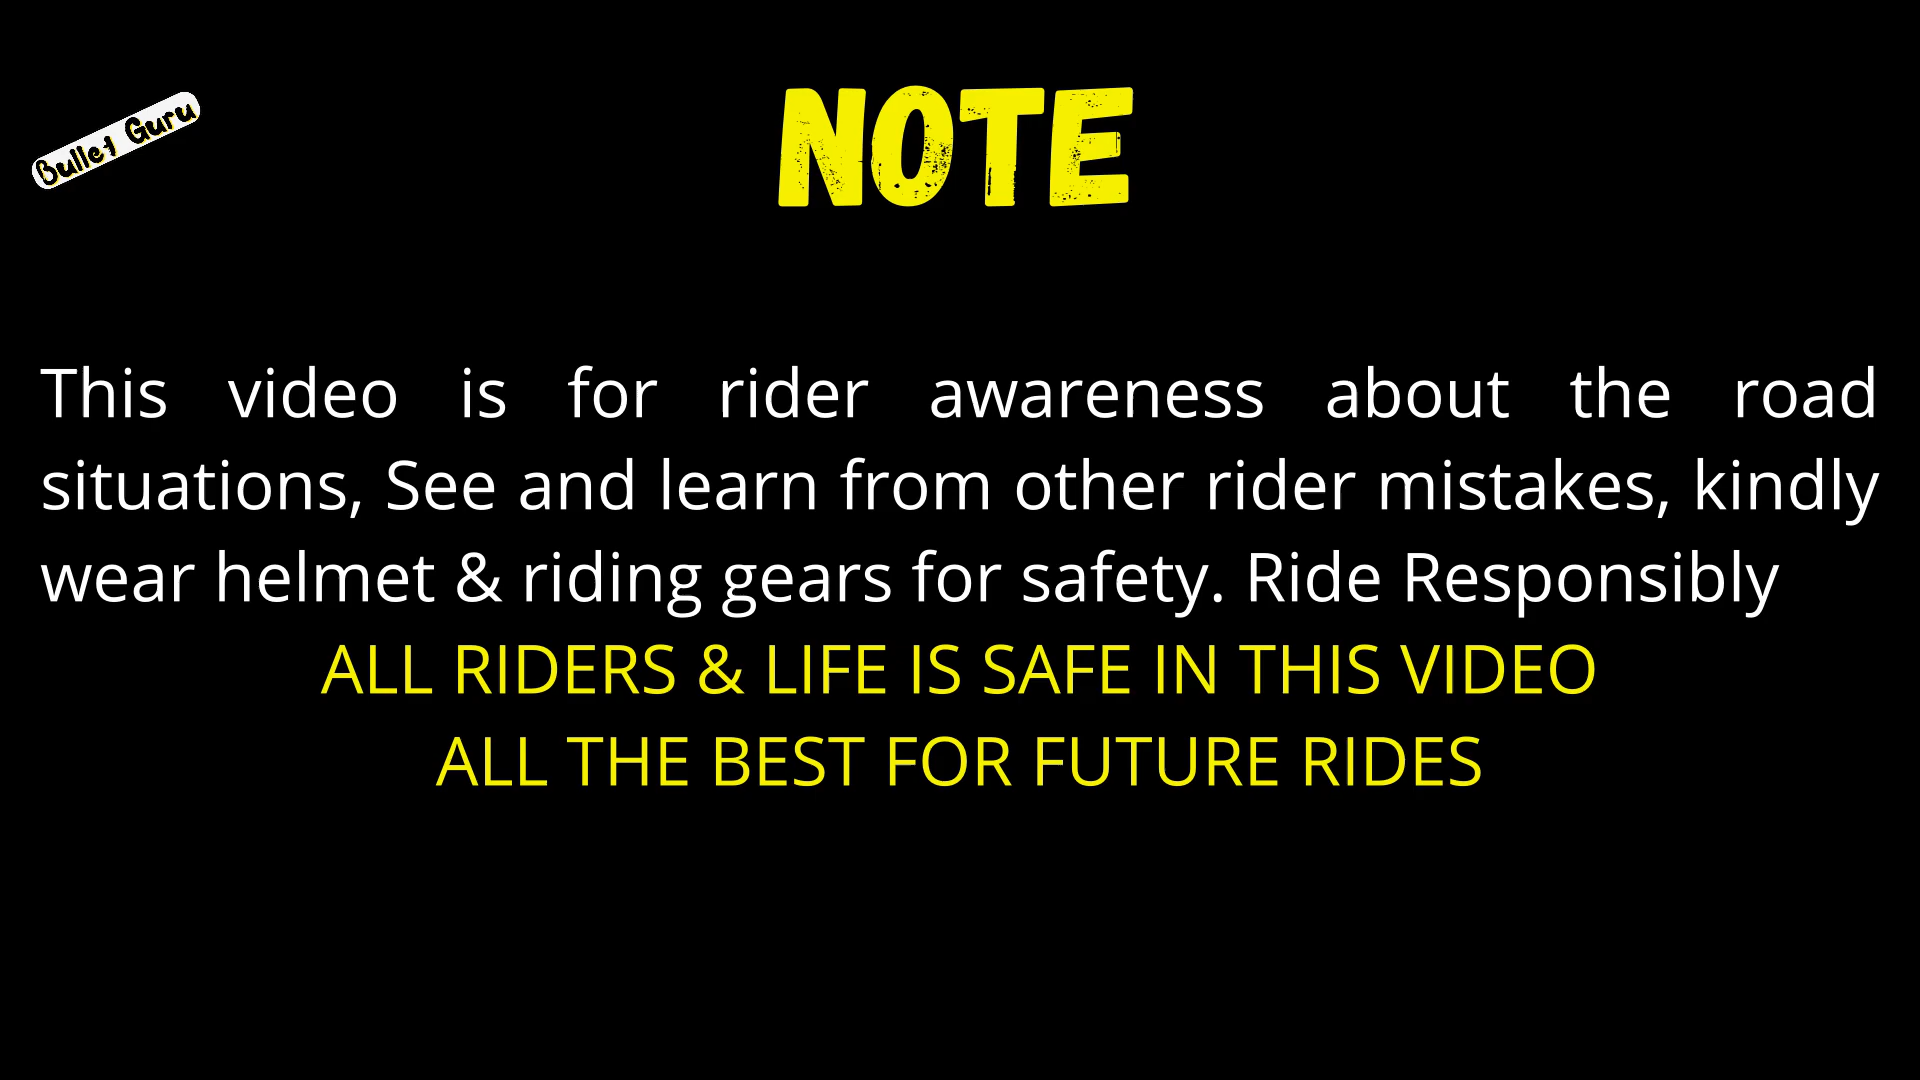 Bullet Guru
NOTE
This video is for rider awareness about the road
situations, See and learn from other rider mistakes, kindly
wear helmet & riding gears for safety. Ride Responsibly
ALL RIDERS & LIFE IS SAFE IN THIS VIDEO
ALL THE BEST FOR FUTURE RIDES